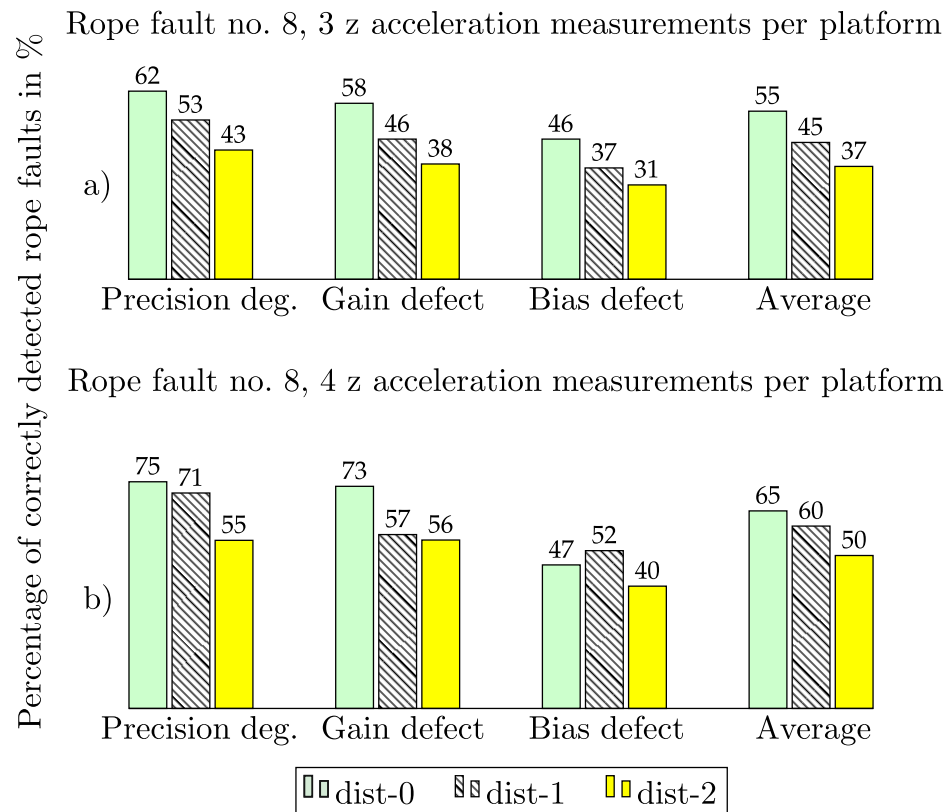 Rope fault no. 8, 3 z acceleration measurements per platform
Percentage of correctly detected rope faults in %
a)
62 53 43 58 46 38 46 37 31 55 45 37
Precision deg. Gain defect Bias defect Average
Rope fault no. 8, 4 z acceleration measurements per platform
b)
75 71 55 73 57 56 47 52 40 65 60 50
Precision deg. Gain defect Bias defect Average
dist-0 dist-1 dist-2